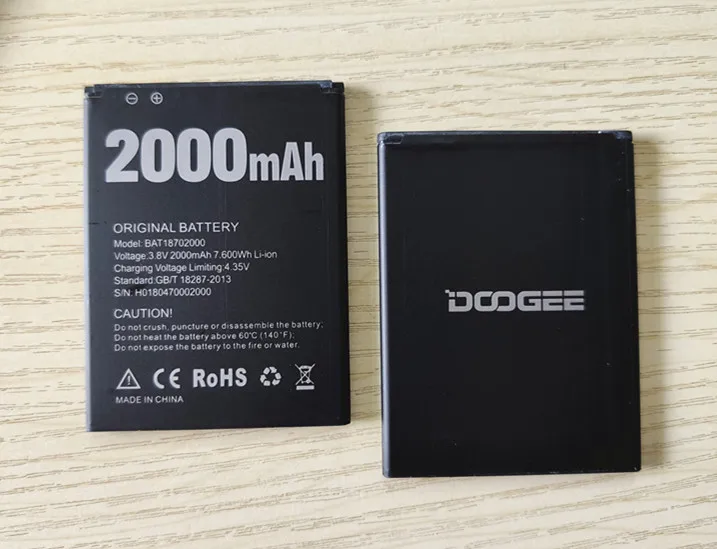 2000mAh
ORIGINAL BATTERY
Model: BAT18702000
Voltage:3.8V 2000mAh 7.600Wh Li-ion
Charging Voltage Limiting:4.35V
Standard:GB/T 18287-2013
S/N: H0180470002000
CAUTION!
Do not crush, puncture or disassemble the battery;
Do not heat the battery above 60℃ (140℉);
Do not expose the battery to the fire or water.
CE RoHS
MADE IN CHINA
DOOGEE